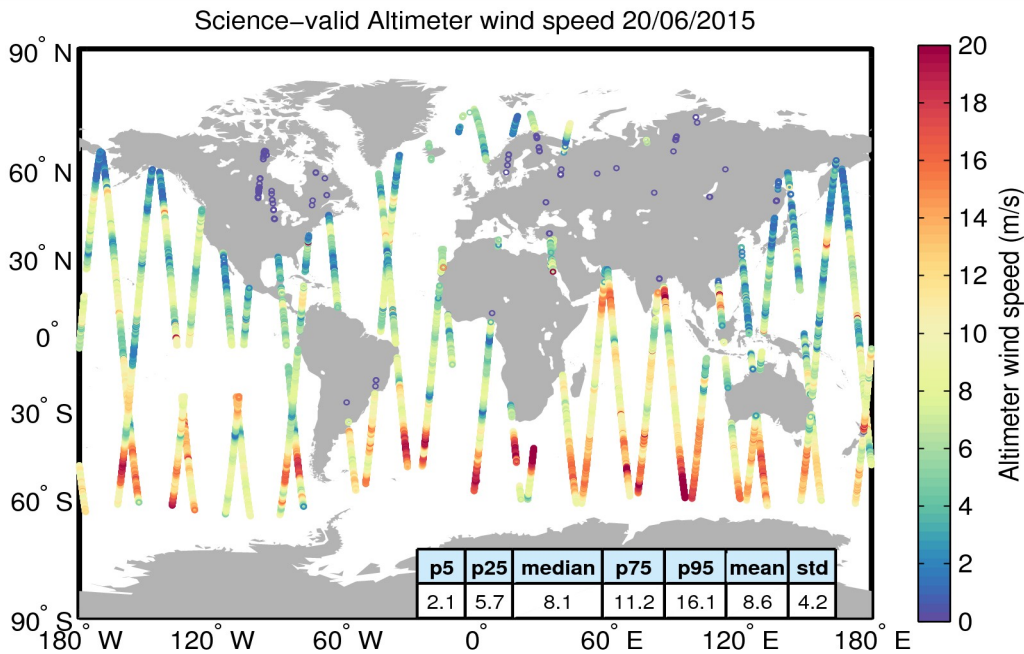 Science−valid Altimeter wind speed 20/06/2015
90° N
60° N
30° N
0°
30° S
60° S
90° S
180° W
120° W
60° W
0°
60° E
120° E
180° E
p5 p25 median p75 p95 mean std
2.1 5.7 8.1 11.2 16.1 8.6 4.2
20
18
16
14
12
10
8
6
4
2
0
Altimeter wind speed (m/s)